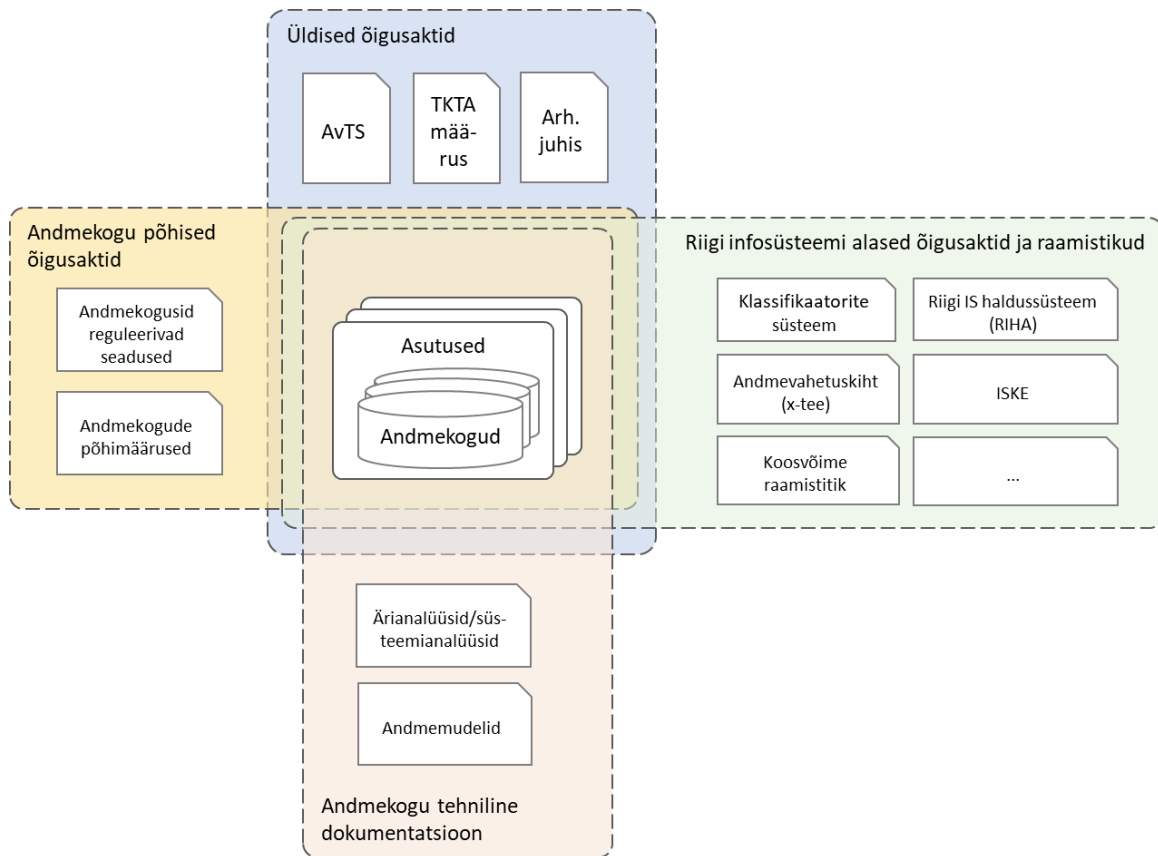 Üldised õigusaktid
AvTS
TKTA
mää-
rus
Arh.
juhis
Andmekogu põhised
õigusaktid
Andmekogusid
reguleerivad
seadused
Andmekogude
põhimäärused
Asutused
Andmekogud
Riigi infosüsteemi alased õigusaktid ja raamistikud
Klassifikaatorite
süsteem
Riigi IS haldussüsteem
(RIHA)
Andmevahetuskiht
(x-tee)
ISKE
Koosvõime
raamistitik
...
Ärianalüüsid/süs-
teemianalüüsid
Andmemudelid
Andmekogu tehniline
dokumentatsioon